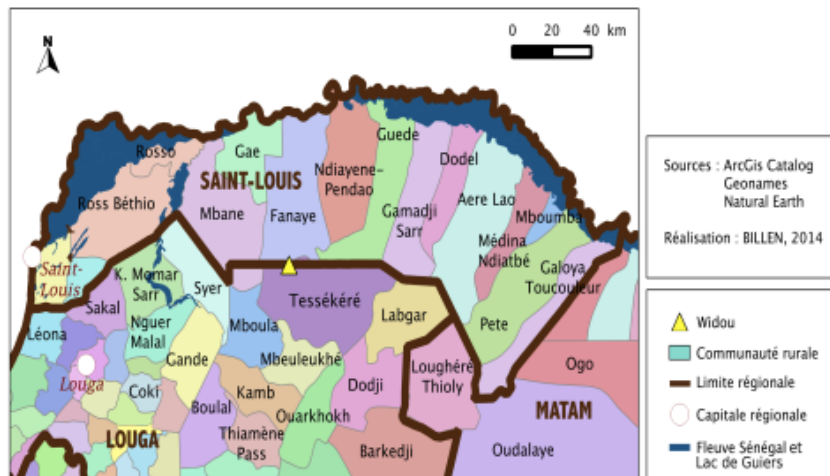 N
0 20 40 km
Rosso
Gae
Guede
Dodel
SAINT-LOUIS
Ndiayene-
Pendao
Ross Béthio
Mbane
Fanaye
Gamadji
Sarr
Aere Lao
Mboumba
Médina
Ndiatbé
Saint-
Louis
K. Momar
Sarr
Syer
Galoya
Toucouleur
Sakal
Tessékéré
Labgar
Léona
Nguer
Malal
Mboula
Pete
Gande
Mbeuleukhé
Loughéré
Thioly
Ogo
Louga
Coki
Kamb
Dodji
Boulal
Ouarkhokh
LOUGA
Thiamène
Pass
MATAM
Barkedji
Oudalaye
Sources : ArcGis Catalog
Geonames
Natural Earth
Réalisation : BILLEN, 2014
Widou
Communauté rurale
Limite régionale
Capitale régionale
Fleuve Sénégal et
Lac de Guiers